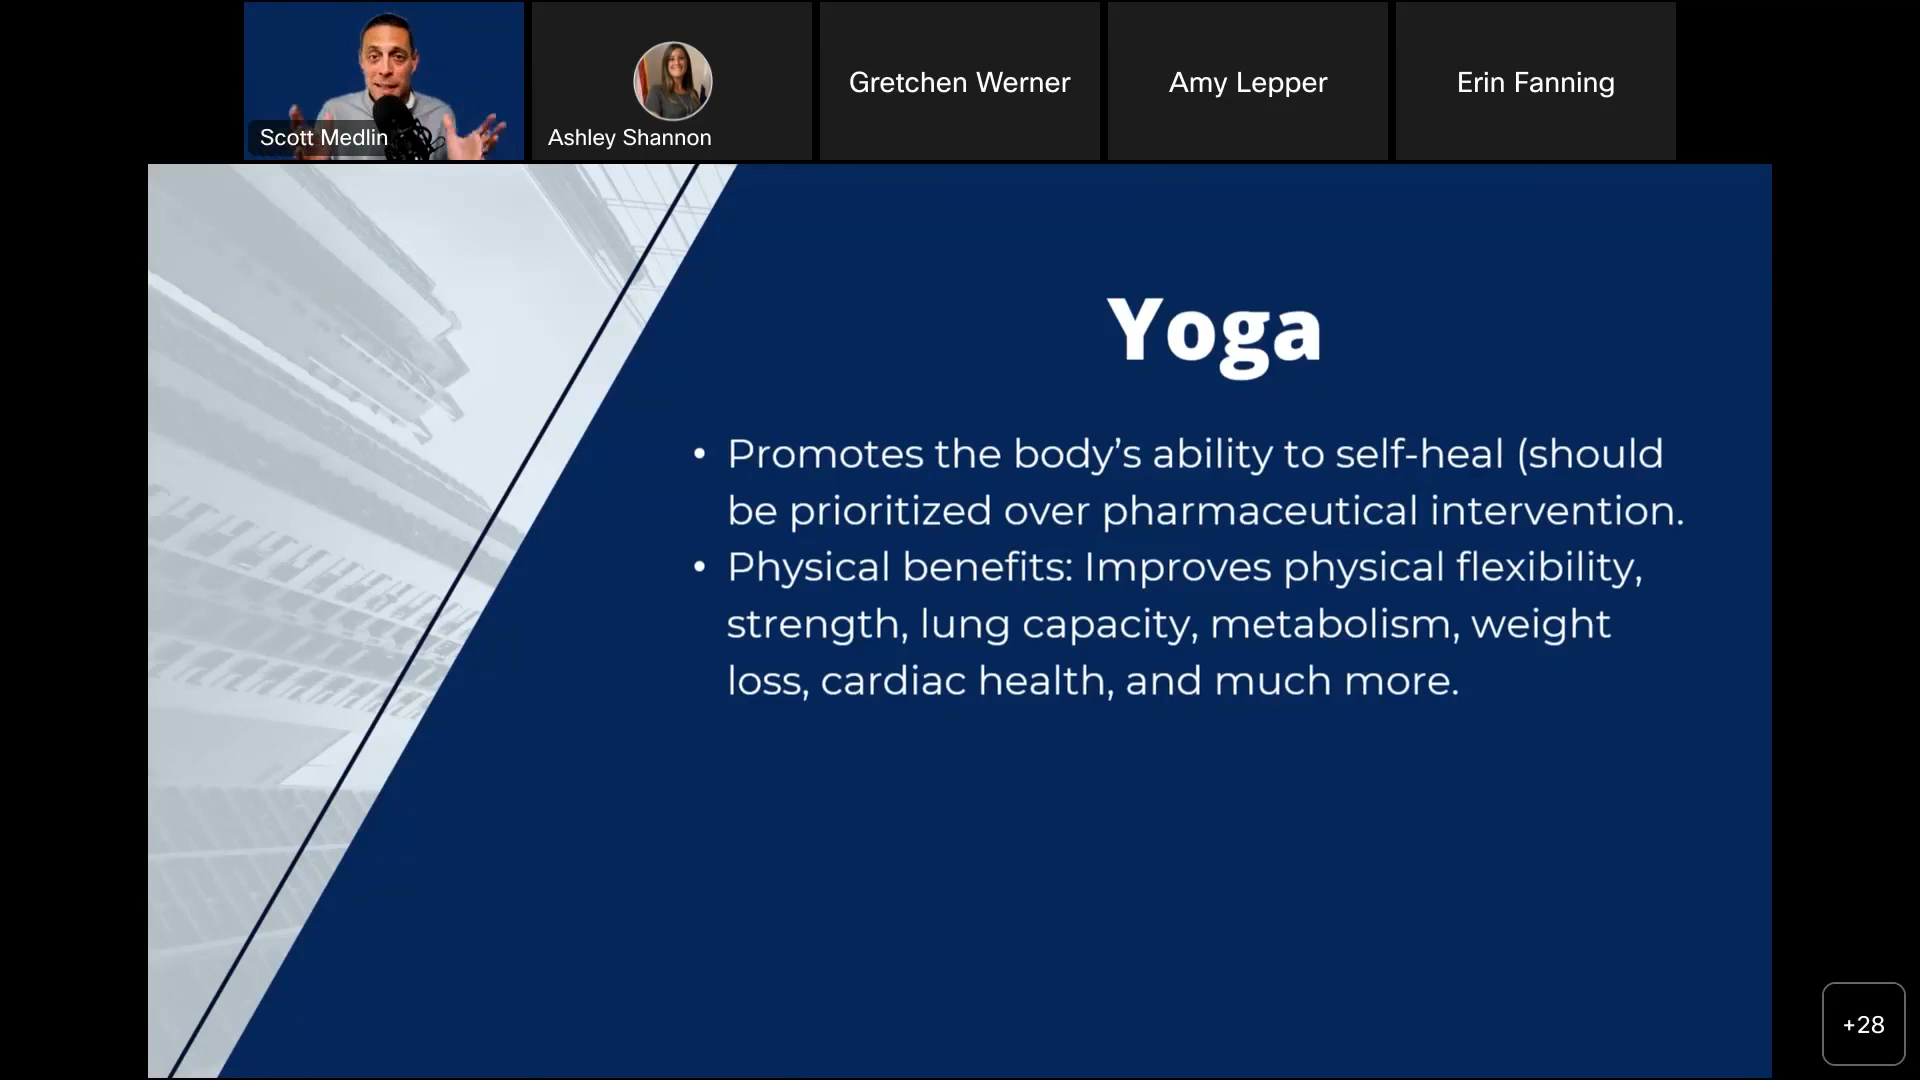 Scott Medlin
Ashley Shannon
Gretchen Werner
Amy Lepper
Erin Fanning
Yoga
• Promotes the body’s ability to self-heal (should
be prioritized over pharmaceutical intervention.
• Physical benefits: Improves physical flexibility,
strength, lung capacity, metabolism, weight
loss, cardiac health, and much more.
+28